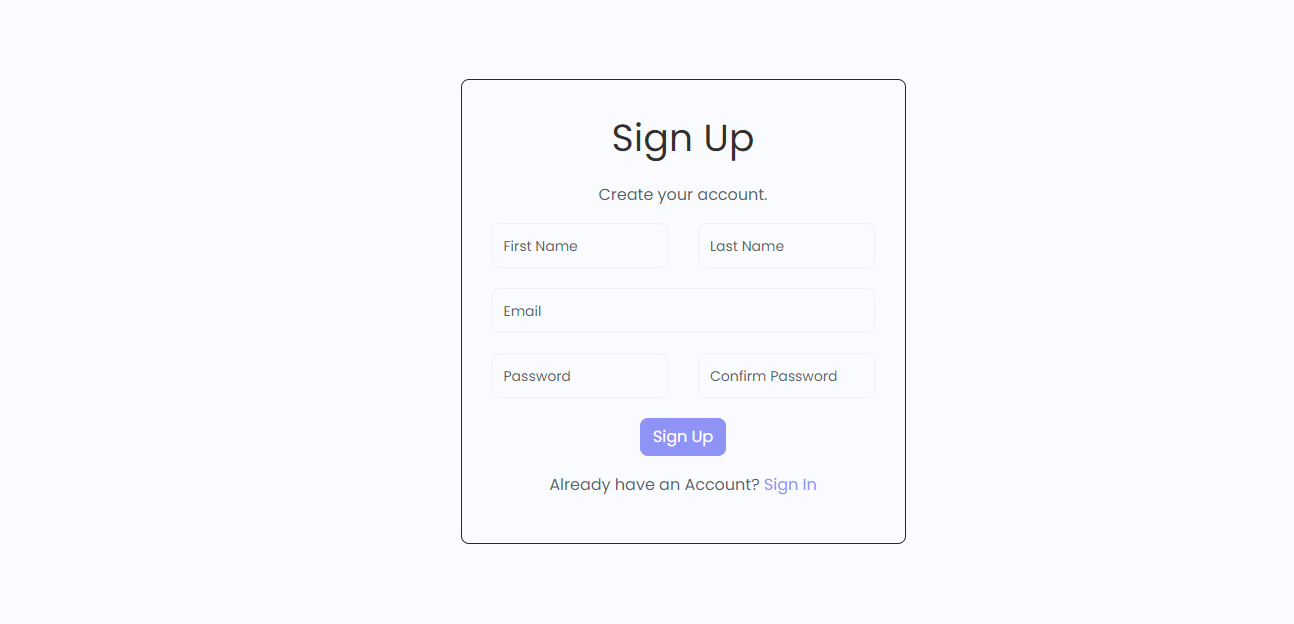 Sign Up
Create your account.
First Name Last Name
Email
Password Confirm Password
Sign Up
Already have an Account? Sign In